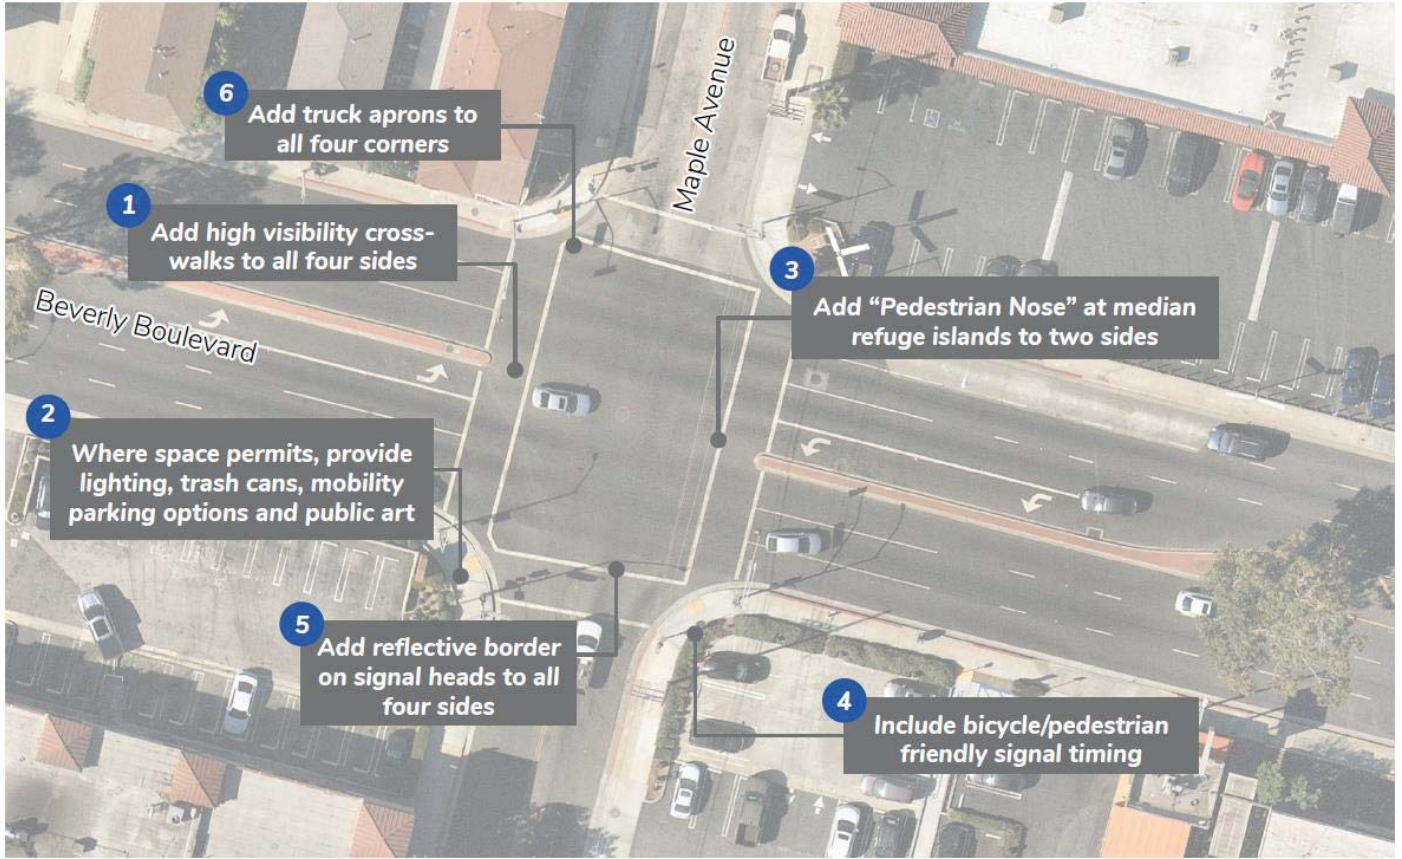 Maple Avenue
6
Add truck aprons to
all four corners
1
Add high visibility cross-
walks to all four sides
3
Add “Pedestrian Nose” at median
refuge islands to two sides
Beverly Boulevard
2
Where space permits, provide
lighting, trash cans, mobility
parking options and public art
5
Add reflective border
on signal heads to all
four sides
4
Include bicycle/pedestrian
friendly signal timing